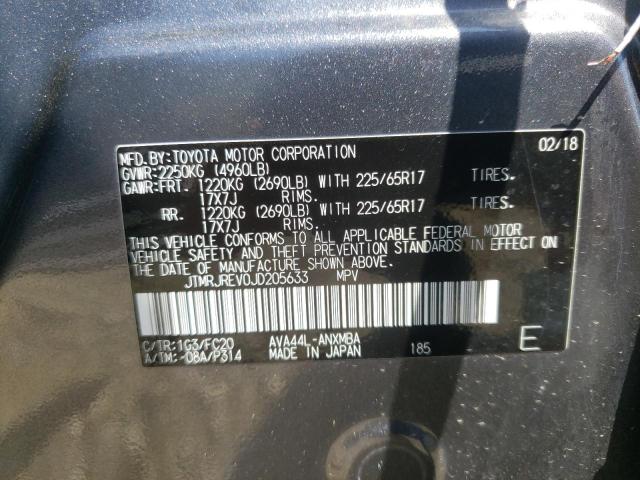 MFD.BY:TOYOTA MOTOR CORPORATION 02/18
GVWR:2250KG (4960LB)
GAWR:FRT. 1220KG (2690LB) WITH 225/65R17 TIRES.
17X7J RIMS.
RR. 1220KG (2690LB) WITH 225/65R17 TIRES.
17X7J RIMS.
THIS VEHICLE CONFORMS TO ALL APPLICABLE FEDERAL MOTOR
VEHICLE SAFETY AND THEFT PREVENTION STANDARDS IN EFFECT ON
THE DATE OF MANUFACTURE SHOWN ABOVE.
JTMRJREV0JD205633 MPV
C/TR:1G3/FC20 AVA44L-ANXMBA
A/TM:-08A/P314 MADE IN JAPAN 185 E